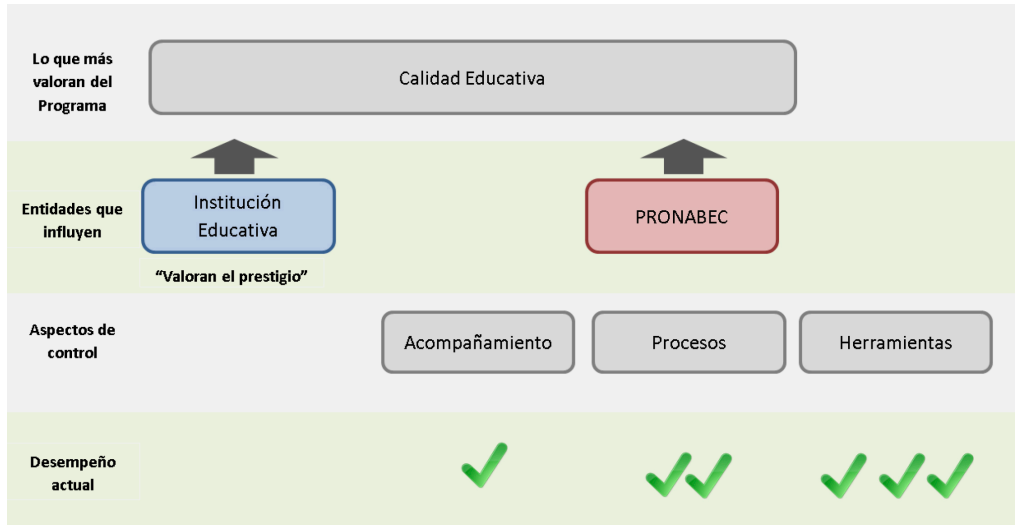 Lo que más
valoran del
Programa
Calidad Educativa
Entidades que
influyen
Institución
Educativa
PRONABEC
“Valoran el prestigio”
Aspectos de
control
Acompañamiento
Procesos
Herramientas
Desempeño
actual